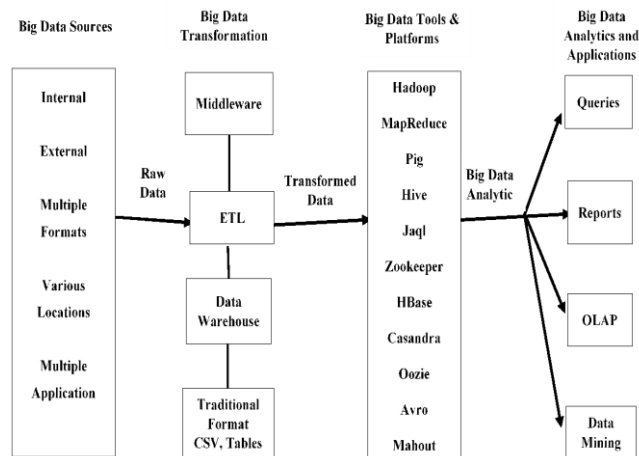 Big Data Sources
Big Data
Transformation
Big Data Tools &
Platforms
Big Data
Analytics and
Applications
Internal
External
Multiple
Formats
Various
Locations
Multiple
Application
Raw
Data
Middleware
ETL
Data
Warehouse
Traditional
Format
CSV, Tables
Transformed
Data
Hadoop
MapReduce
Pig
Hive
Jaql
Zookeeper
HBase
Casandra
Oozie
Avro
Mahout
Big Data
Analytic
Queries
Reports
OLAP
Data
Mining